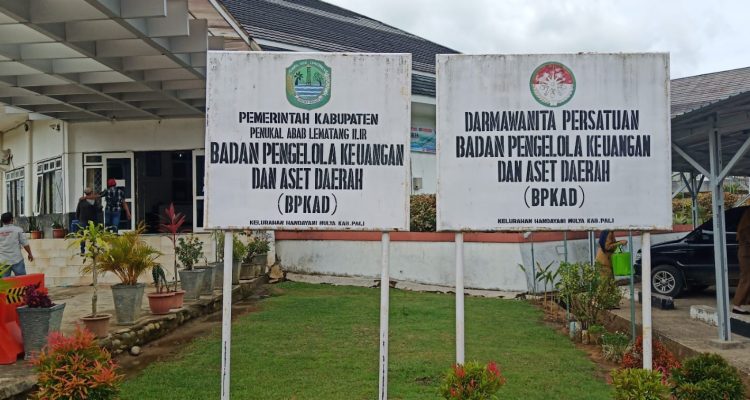 PEMERINTAH KABUPATEN
PENUKAL ABAB LEMATANG ILIR
BADAN PENGELOLA KEUANGAN
DAN ASET DAERAH
(BPKAD)
KELURAHAN HANDAYANI MULYA KAB.PALI
DARMAWANITA PERSATUAN
BADAN PENGELOLA KEUANGAN
DAN ASET DAERAH
(BPKAD)
KELURAHAN HANDAYANI MULYA KAB.PALI